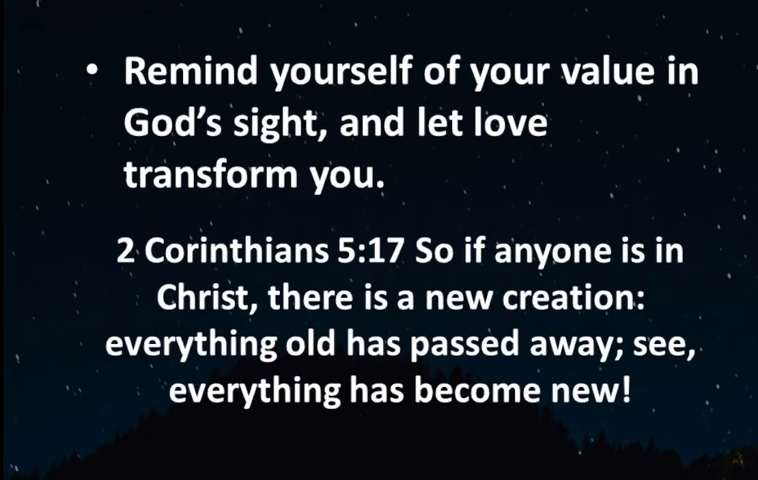 • Remind yourself of your value in
God's sight, and let love
transform you.
2 Corinthians 5:17 So if anyone is in
Christ, there is a new creation:
everything old has passed away; see,
everything has become new!